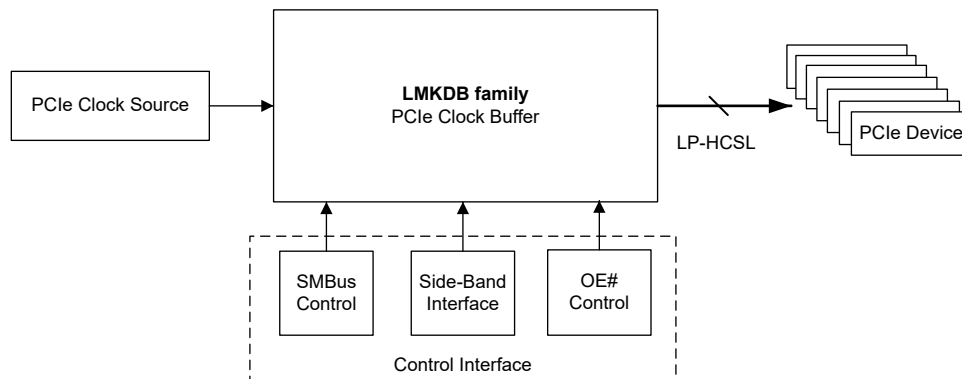 PCIe Clock Source
LMKDB family
PCIe Clock Buffer
LP-HCSL
PCIe Device
SMBus
Control
Side-Band
Interface
OE#
Control
Control Interface